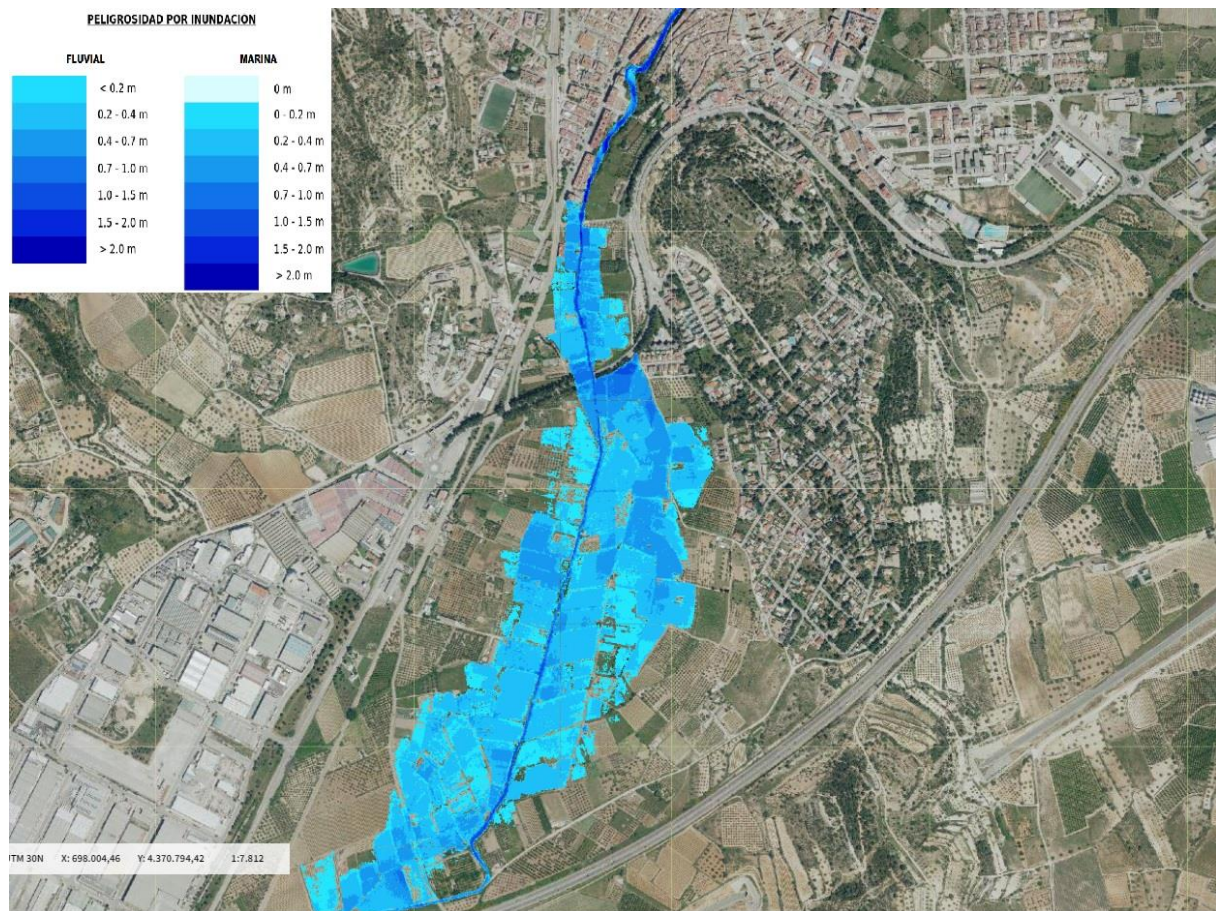 PELIGROSIDAD POR INUNDACION
FLUVIAL
< 0.2 m
0.2 - 0.4 m
0.4 - 0.7 m
0.7 - 1.0 m
1.0 - 1.5 m
1.5 - 2.0 m
> 2.0 m
MARINA
0 m
0 - 0.2 m
0.2 - 0.4 m
0.4 - 0.7 m
0.7 - 1.0 m
1.0 - 1.5 m
1.5 - 2.0 m
> 2.0 m
UTM 30N X: 698.004,46 Y: 4.370.794,42 1:7.812